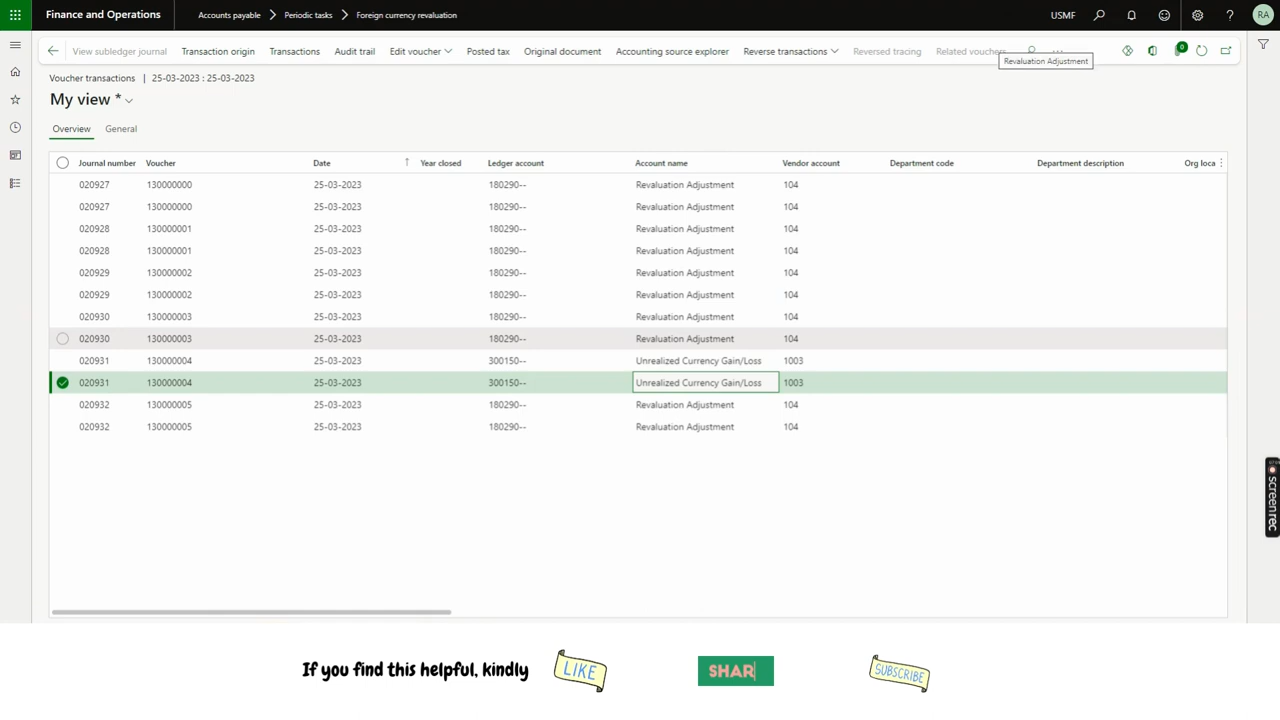 Finance and Operations Accounts payable Periodic tasks Foreign currency revaluation USMF RA
View subledger journal Transaction origin Transactions Audit trail Edit voucher Posted tax Original document Accounting source explorer Reverse transactions Reversed tracing Related vouchers 0
Revaluation Adjustment
Voucher transactions | 25-03-2023 : 25-03-2023
My view *
Overview General
Journal number Voucher Date Year closed Ledger account Account name Vendor account Department code Department description Org loca
020927 130000000 25-03-2023 180290-- Revaluation Adjustment 104
020927 130000000 25-03-2023 180290-- Revaluation Adjustment 104
020928 130000001 25-03-2023 180290-- Revaluation Adjustment 104
020928 130000001 25-03-2023 180290-- Revaluation Adjustment 104
020929 130000002 25-03-2023 180290-- Revaluation Adjustment 104
020929 130000002 25-03-2023 180290-- Revaluation Adjustment 104
020930 130000003 25-03-2023 180290-- Revaluation Adjustment 104
020930 130000003 25-03-2023 180290-- Revaluation Adjustment 104
020931 130000004 25-03-2023 300150-- Unrealized Currency Gain/Loss 1003
020931 130000004 25-03-2023 300150-- Unrealized Currency Gain/Loss 1003
020932 130000005 25-03-2023 180290-- Revaluation Adjustment 104
020932 130000005 25-03-2023 180290-- Revaluation Adjustment 104
screenrec
If you find this helpful, kindly LIKE SHAR SUBSCRIBE